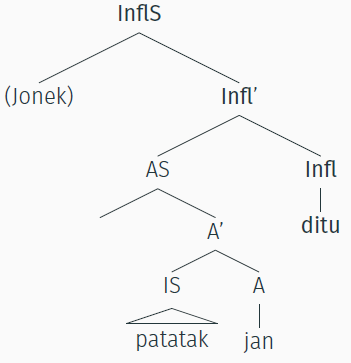 InflS
(Jonek) Infl’
AS Infl
A’ ditu
IS A
patatak jan